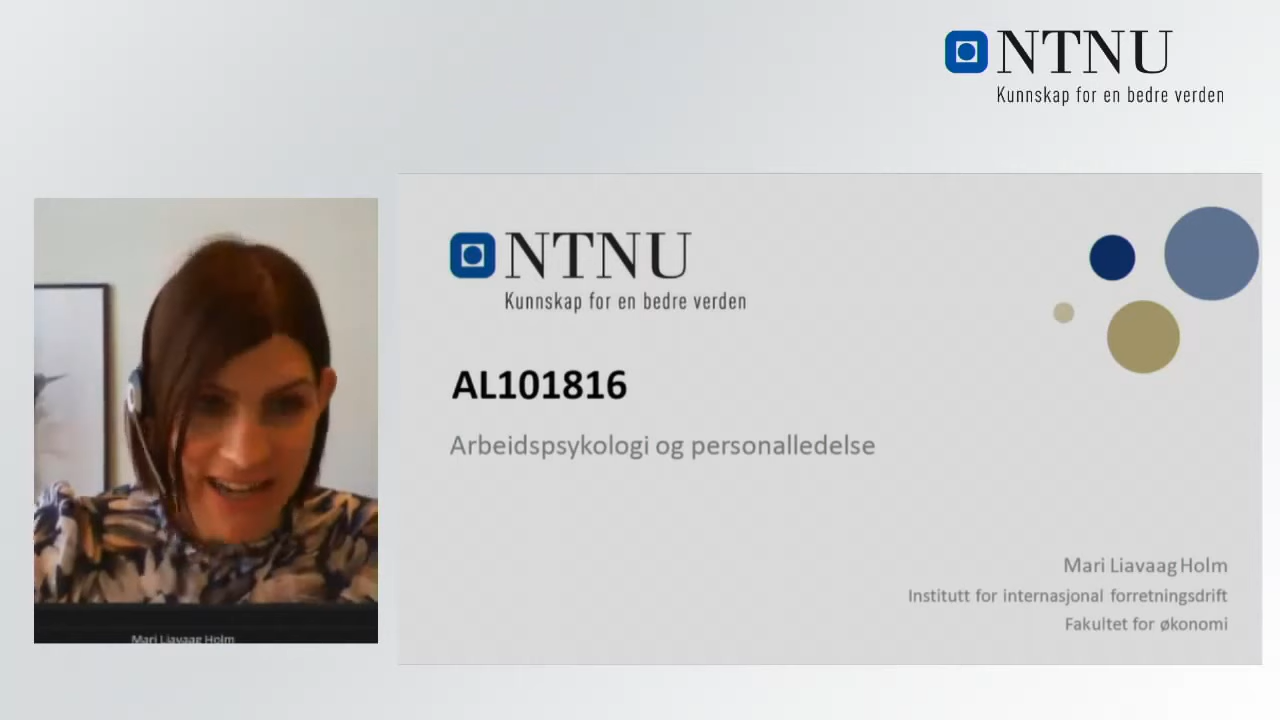 NTNU
Kunnskap for en bedre verden
NTNU
Kunnskap for en bedre verden
AL101816
Arbeidspsykologi og personalledelse
Mari Liavaag Holm
Institutt for internasjonal forretningsdrift
Fakultet for økonomi
Mari Liavaag Holm